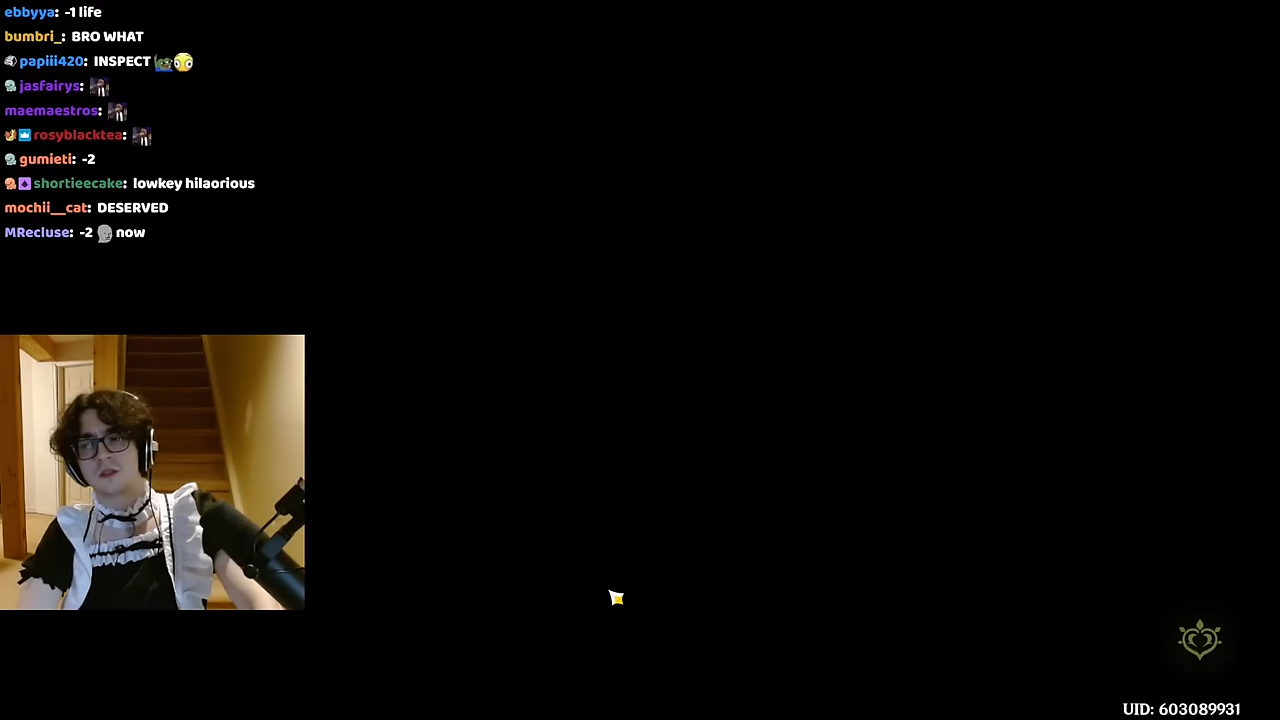 ebbyya: -1 life
bumbri_: BRO WHAT
papiii420: INSPECT
jasfairys:
maemaestros:
rosyblacktea:
gumieti: -2
shortieecake: lowkey hilaorious
mochii__cat: DESERVED
MRecluse: -2 now
UID: 603089931